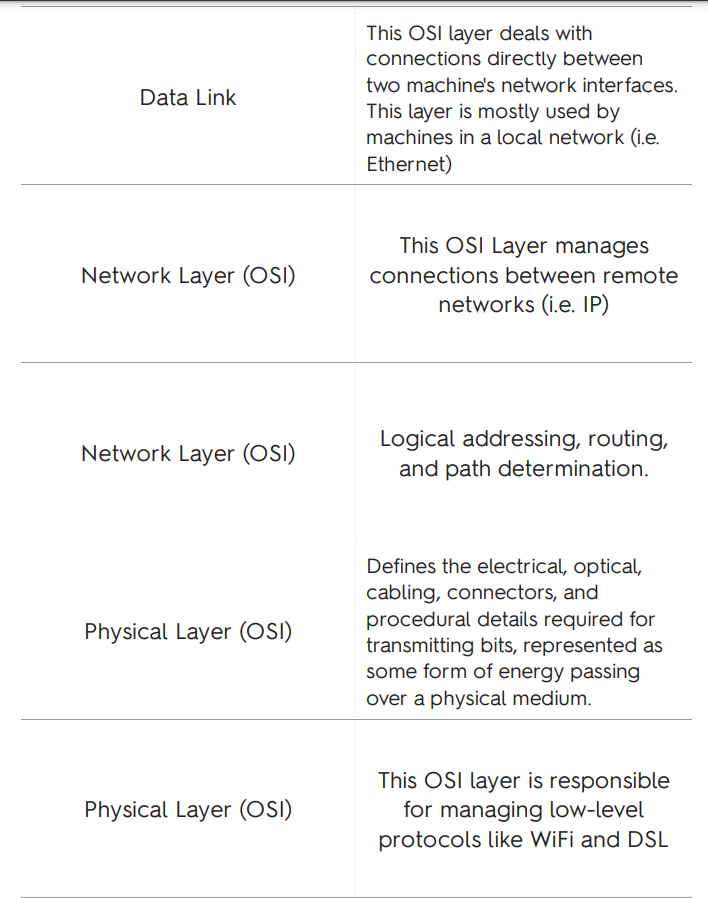 Data Link
This OSI layer deals with
connections directly between
two machine's network interfaces.
This layer is mostly used by
machines in a local network (i.e.
Ethernet)
Network Layer (OSI)
This OSI Layer manages
connections between remote
networks (i.e. IP)
Network Layer (OSI)
Logical addressing, routing,
and path determination.
Physical Layer (OSI)
Defines the electrical, optical,
cabling, connectors, and
procedural details required for
transmitting bits, represented as
some form of energy passing
over a physical medium.
Physical Layer (OSI)
This OSI layer is responsible
for managing low-level
protocols like WiFi and DSL